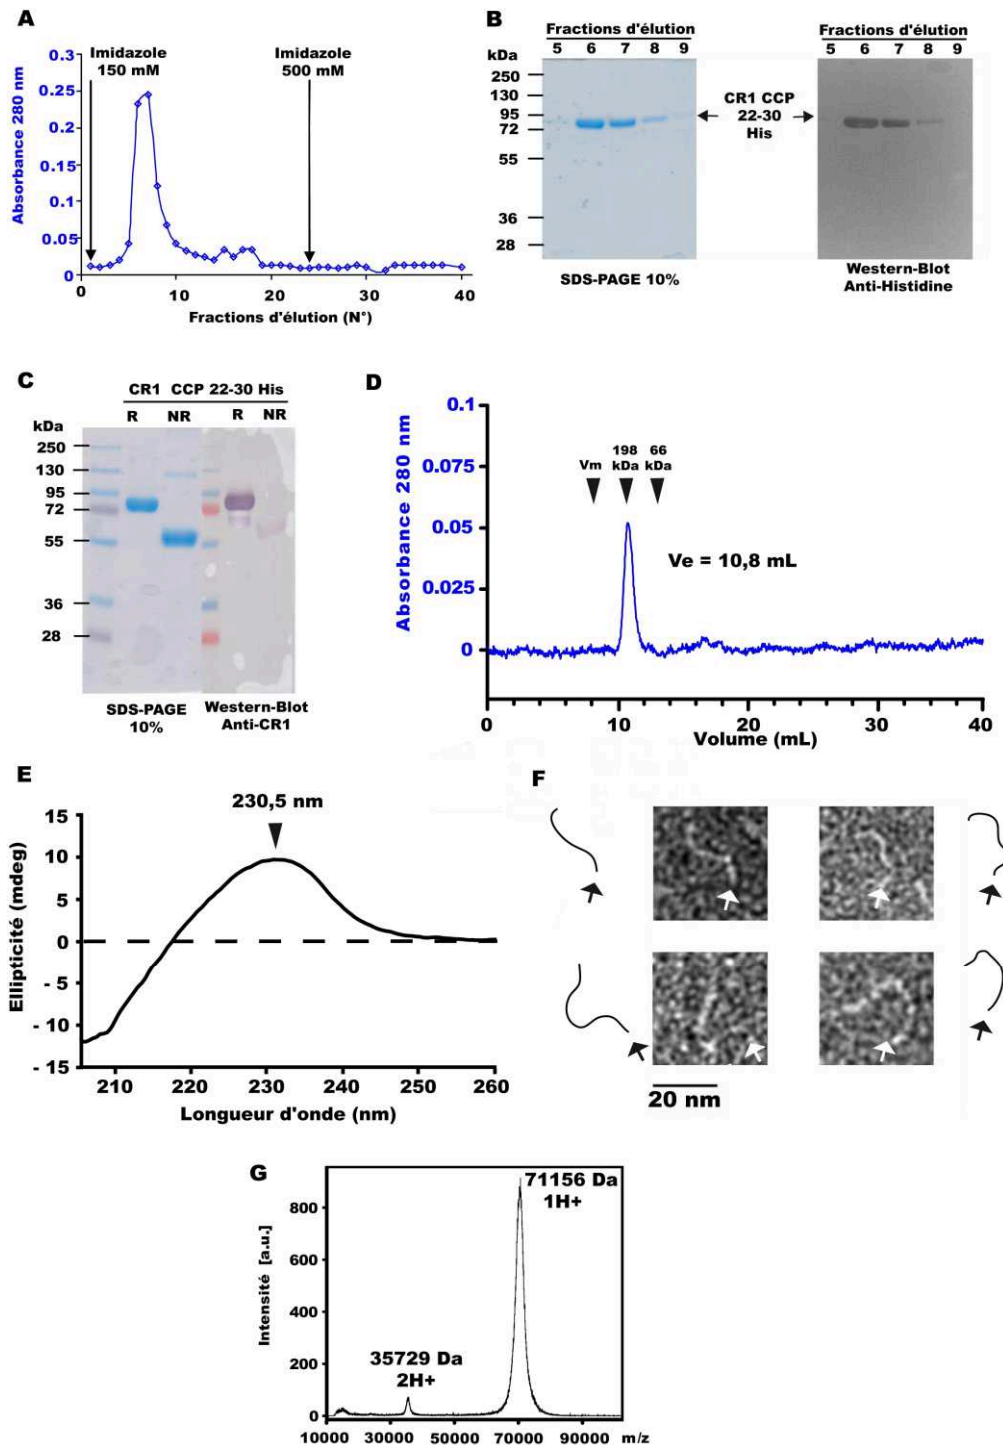 A
Imidazole
150 mM
Imidazole
500 mM
Absorbance 280 nm
0.3
0.25
0.2
0.15
0.1
0.05
0
0 10 20 30 40
Fractions d'élution (N°)
B
Fractions d'élution
5 6 7 8 9
kDa
250
130
95
72
55
36
28
SDS-PAGE 10%
CR1 CCP
22-30
His
Fractions d'élution
5 6 7 8 9
Western-Blot
Anti-Histidine
C
CR1 CCP 22-30 His
R NR R NR
kDa
250
130
95
72
55
36
28
SDS-PAGE
10%
Western-Blot
Anti-CR1
D
Absorbance 280 nm
0.1
0.075
0.05
0.025
0
Vm
198
kDa
66
kDa
Ve = 10,8 mL
0 10 20 30 40
Volume (mL)
E
230,5 nm
Ellipticité (mdeg)
15
10
5
0
- 5
- 10
- 15
210 220 230 240 250 260
Longueur d'onde (nm)
F
20 nm
G
Intensité [a.u.]
800
600
400
200
0
71156 Da
1H+
35729 Da
2H+
10000 30000 50000 70000 90000 m/z